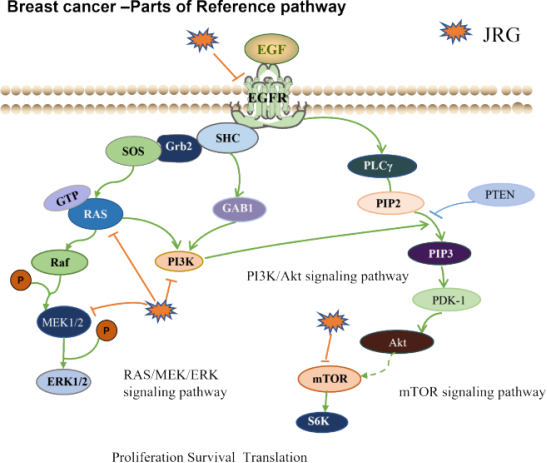 Breast cancer –Parts of Reference pathway
JRG
EGF
EGFR
SHC
Grb2
SOS
PLCγ
GTP
RAS
GAB1
PIP2
PTEN
Raf
PI3K
PIP3
P
PI3K/Akt signaling pathway
PDK-1
MEK1/2
P
Akt
ERK1/2
RAS/MEK/ERK
signaling pathway
mTOR
mTOR signaling pathway
S6K
Proliferation Survival Translation